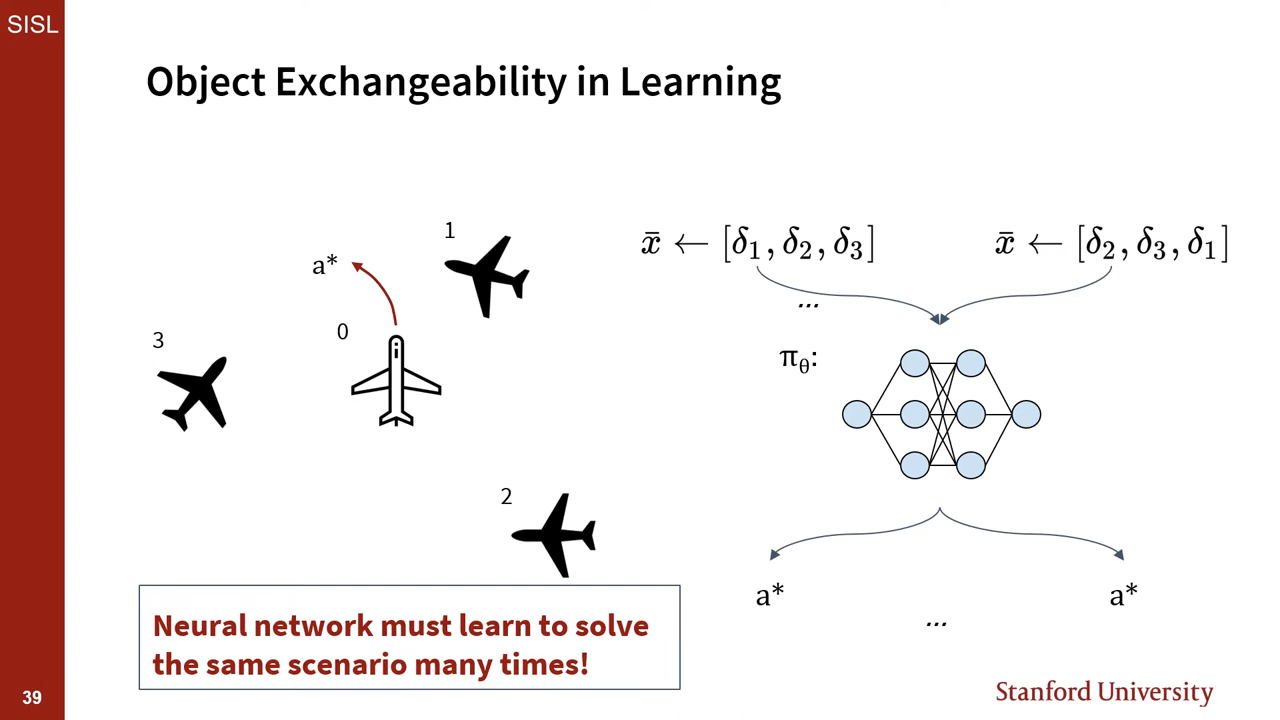 SISL
Object Exchangeability in Learning
1
a*
0
3
2
x̄ ← [δ₁, δ₂, δ₃]
x̄ ← [δ₂, δ₃, δ₁]
...
π_θ:
a*
a*
...
Neural network must learn to solve
the same scenario many times!
39
Stanford University